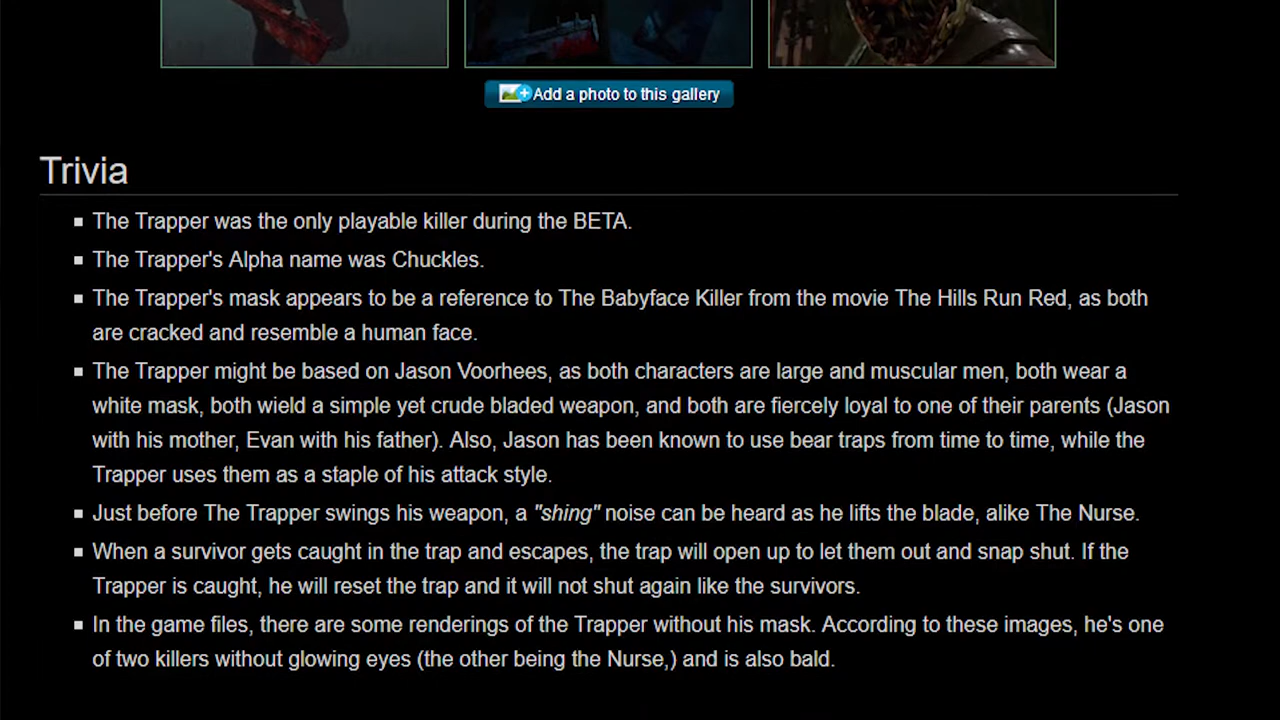 Add a photo to this gallery
Trivia
The Trapper was the only playable killer during the BETA.
The Trapper's Alpha name was Chuckles.
The Trapper's mask appears to be a reference to The Babyface Killer from the movie The Hills Run Red, as both
are cracked and resemble a human face.
The Trapper might be based on Jason Voorhees, as both characters are large and muscular men, both wear a
white mask, both wield a simple yet crude bladed weapon, and both are fiercely loyal to one of their parents (Jason
with his mother, Evan with his father). Also, Jason has been known to use bear traps from time to time, while the
Trapper uses them as a staple of his attack style.
Just before The Trapper swings his weapon, a "shing" noise can be heard as he lifts the blade, alike The Nurse.
When a survivor gets caught in the trap and escapes, the trap will open up to let them out and snap shut. If the
Trapper is caught, he will reset the trap and it will not shut again like the survivors.
In the game files, there are some renderings of the Trapper without his mask. According to these images, he's one
of two killers without glowing eyes (the other being the Nurse,) and is also bald.